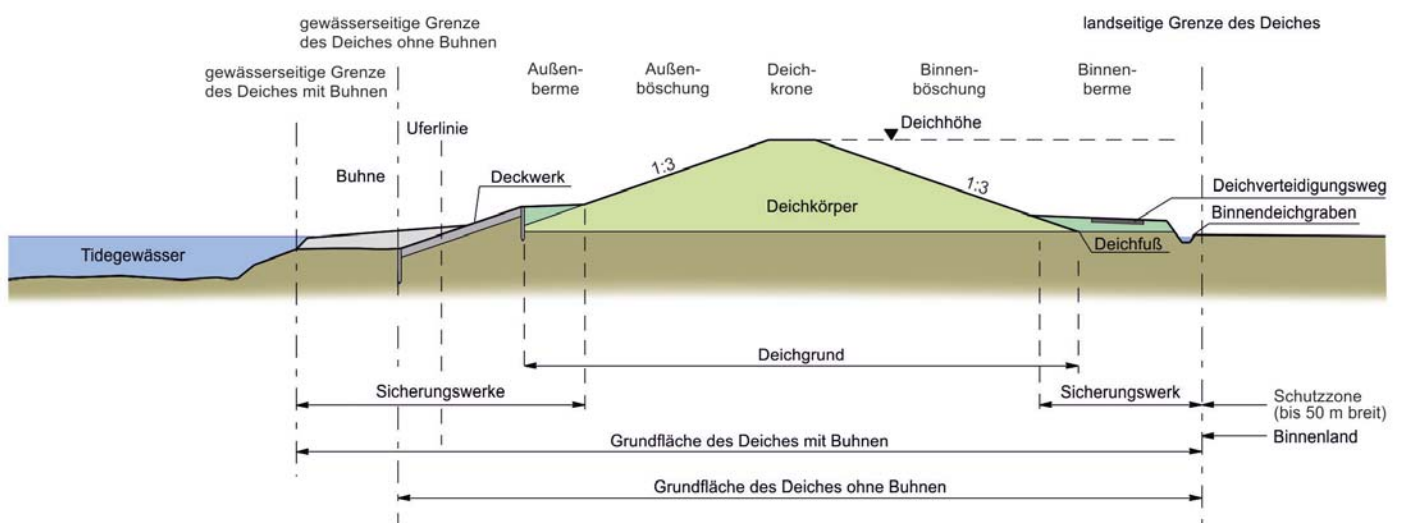 gewässerseitige Grenze
des Deiches ohne Buhnen
landseitige Grenze des Deiches
gewässerseitige Grenze
des Deiches mit Buhnen
Außen-
berme
Außen-
böschung
Deich-
krone
Binnen-
böschung
Binnen-
berme
Uferlinie
Deichhöhe
Buhne
Deckwerk
1:3
1:3
Deichverteidigungsweg
Deichkörper
Binnendeichgraben
Tidegewässer
Deichfuß
Deichgrund
Sicherungswerke
Sicherungswerk
Schutzzone
(bis 50 m breit)
Grundfläche des Deiches mit Buhnen
Binnenland
Grundfläche des Deiches ohne Buhnen